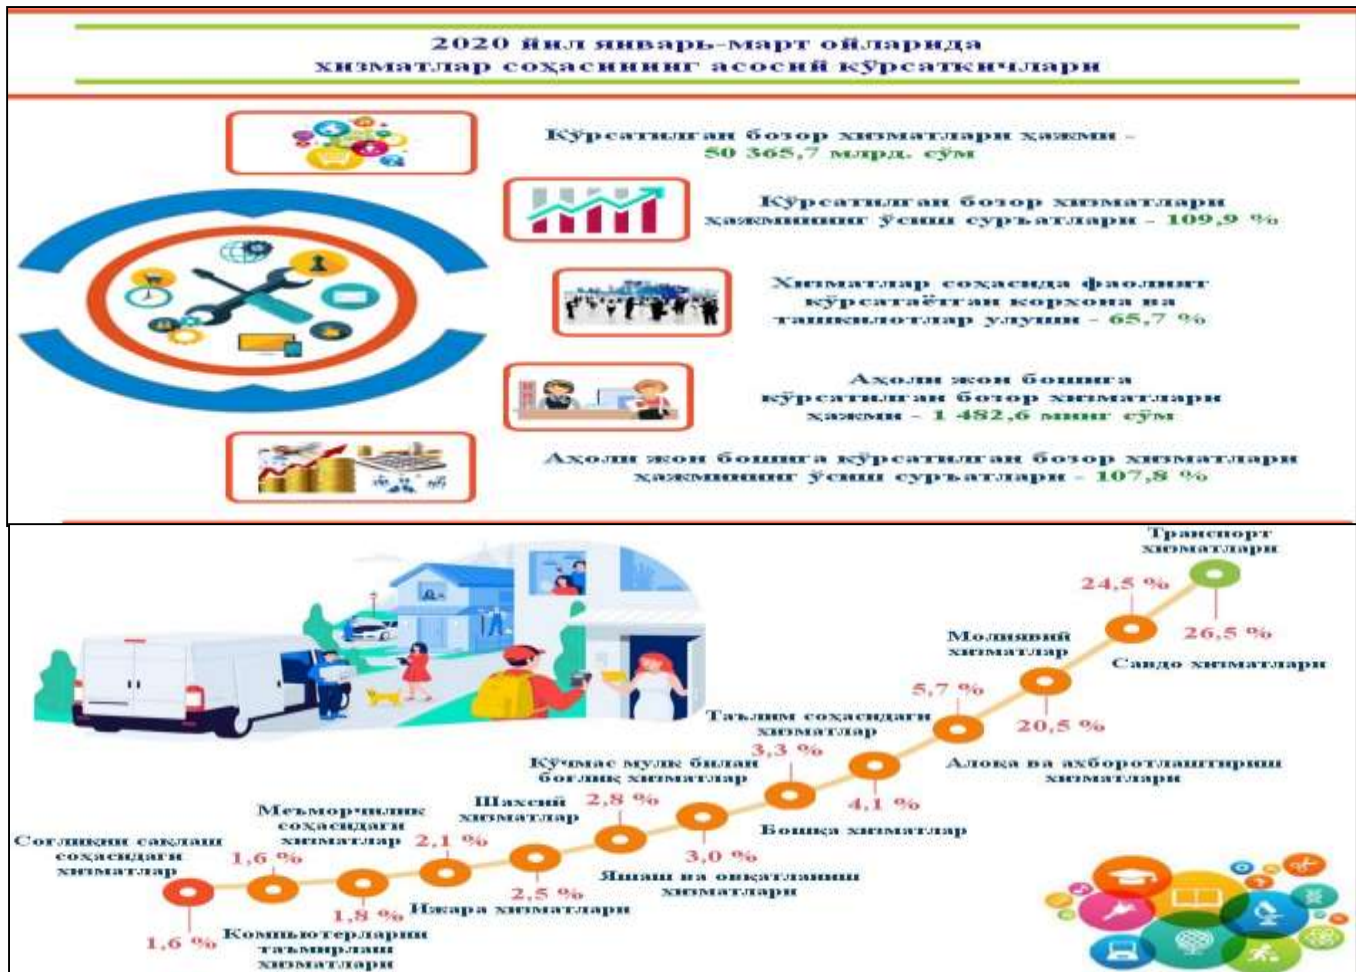 2020 йил январь-март ойларида
хизматлар соҳасининг асосий кўрсаткичлари
Кўрсатилган бозор хизматлари ҳажми -
50 365,7 млрд. сўм
Кўрсатилган бозор хизматлари
ҳажмининг ўсиш суръатлари - 109,9 %
Хизматлар соҳасида фаолият
кўрсатаётган корхона ва
ташкилотлар улуши - 65,7 %
Аҳоли жон бошига
кўрсатилган бозор хизматлари
ҳажми - 1 482,6 минг сўм
Аҳоли жон бошига кўрсатилган бозор хизматлари
ҳажмининг ўсиш суръатлари - 107,8 %
Транспорт
хизматлари
24,5 %
26,5 %
Савдо хизматлари
Молиявий
хизматлар
5,7 %
20,5 %
Алоқа ва ахборотлаштириш
хизматлари
Таълим соҳасидаги
хизматлар
3,3 %
4,1 %
Бошқа хизматлар
Кўчмас мулк билан
боғлиқ хизматлар
2,8 %
3,0 %
Яшаш ва овқатланиш
хизматлари
Шахсий
хизматлар
2,1 %
2,5 %
Ижара хизматлари
Меъморчилик
соҳасидаги
хизматлар
1,6 %
1,8 %
Компьютерларни
таъмирлаш
хизматлари
Соғлиқни сақлаш
соҳасидаги
хизматлар
1,6 %